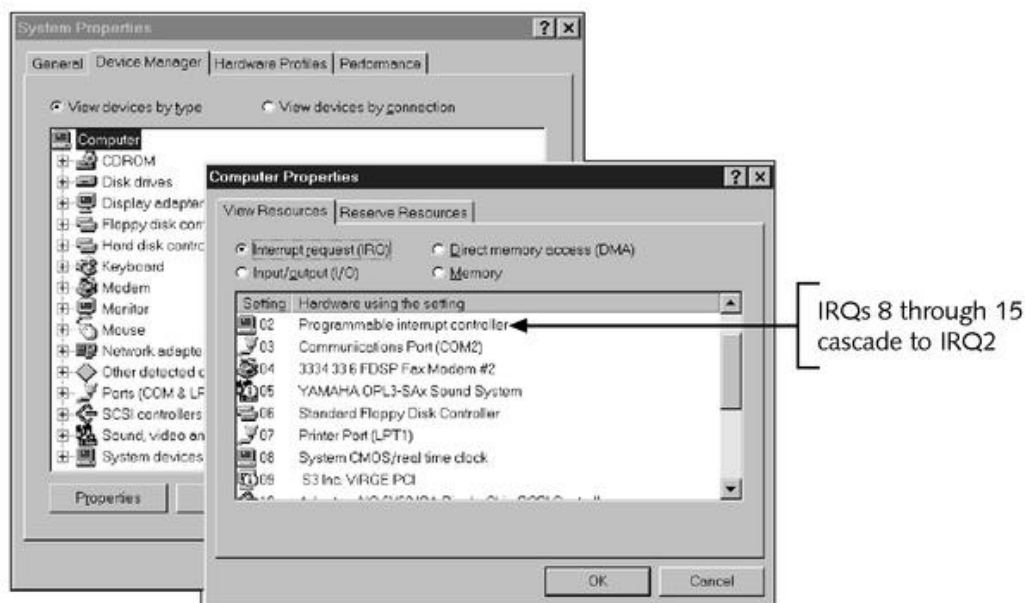 System Properties
General Device Manager Hardware Profiles Performance
View devices by type View devices by connection
Computer
CDROM
Disk drives
Display adapter
Floppy disk con
Hard disk contro
Keyboard
Modem
Monitor
Mouse
Network adapte
Other detected d
Ports (COM & LP
SCSI controllers
Sound, video an
System devices
Properties
Computer Properties
View Resources Reserve Resources
Interrupt request (IRQ) Direct memory access (DMA)
Input/output (I/O) Memory
Setting Hardware using the setting
02 Programmable interrupt controller
03 Communications Port (COM2)
04 3334 33.6 FDSP Fax Modem #2
05 YAMAHA OPL3-SAx Sound System
06 Standard Floppy Disk Controller
07 Printer Port (LPT1)
08 System CMOS/real time clock
09 S3 Inc. ViRGE PCI
OK Cancel
IRQs 8 through 15
cascade to IRQ2